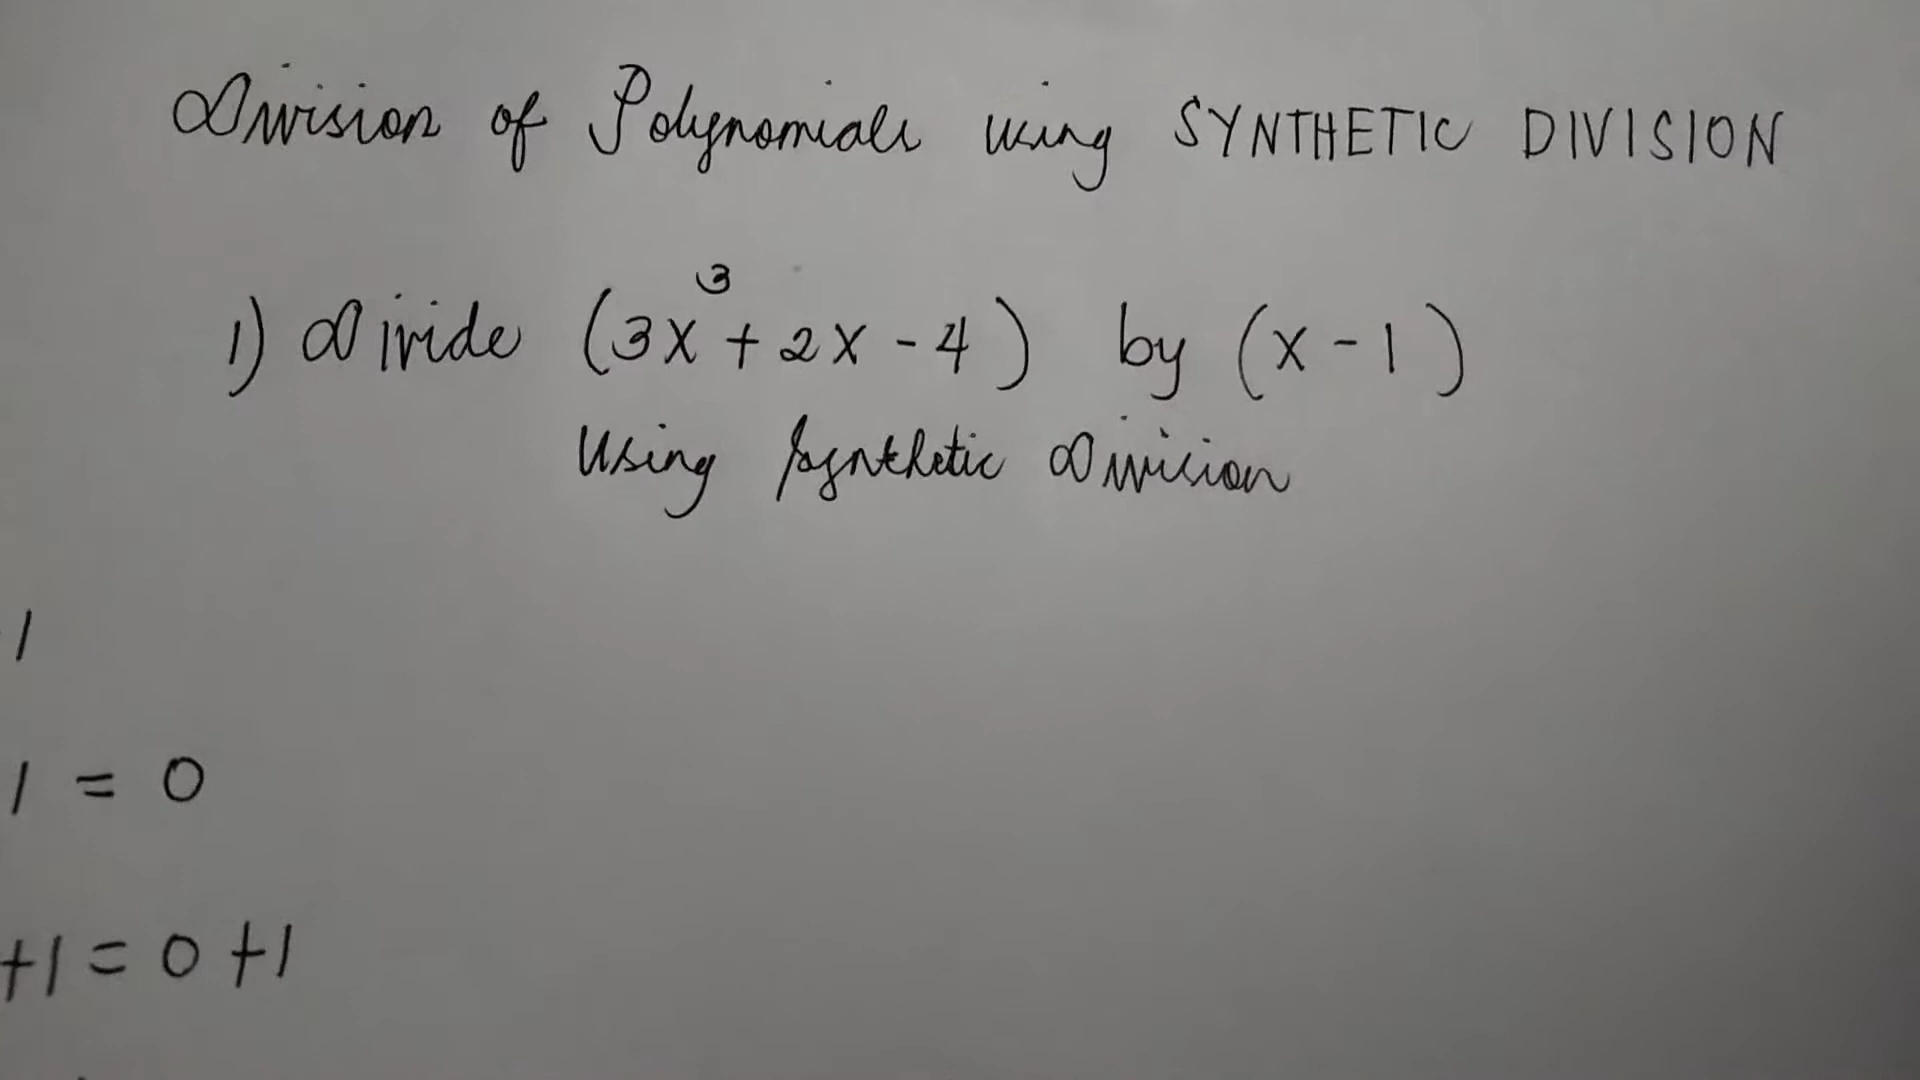 Division of Polynomials using SYNTHETIC DIVISION
1) Divide (3x³ + 2x - 4) by (x - 1)
Using Synthetic Division
1
1 = 0
+1 = 0 +1